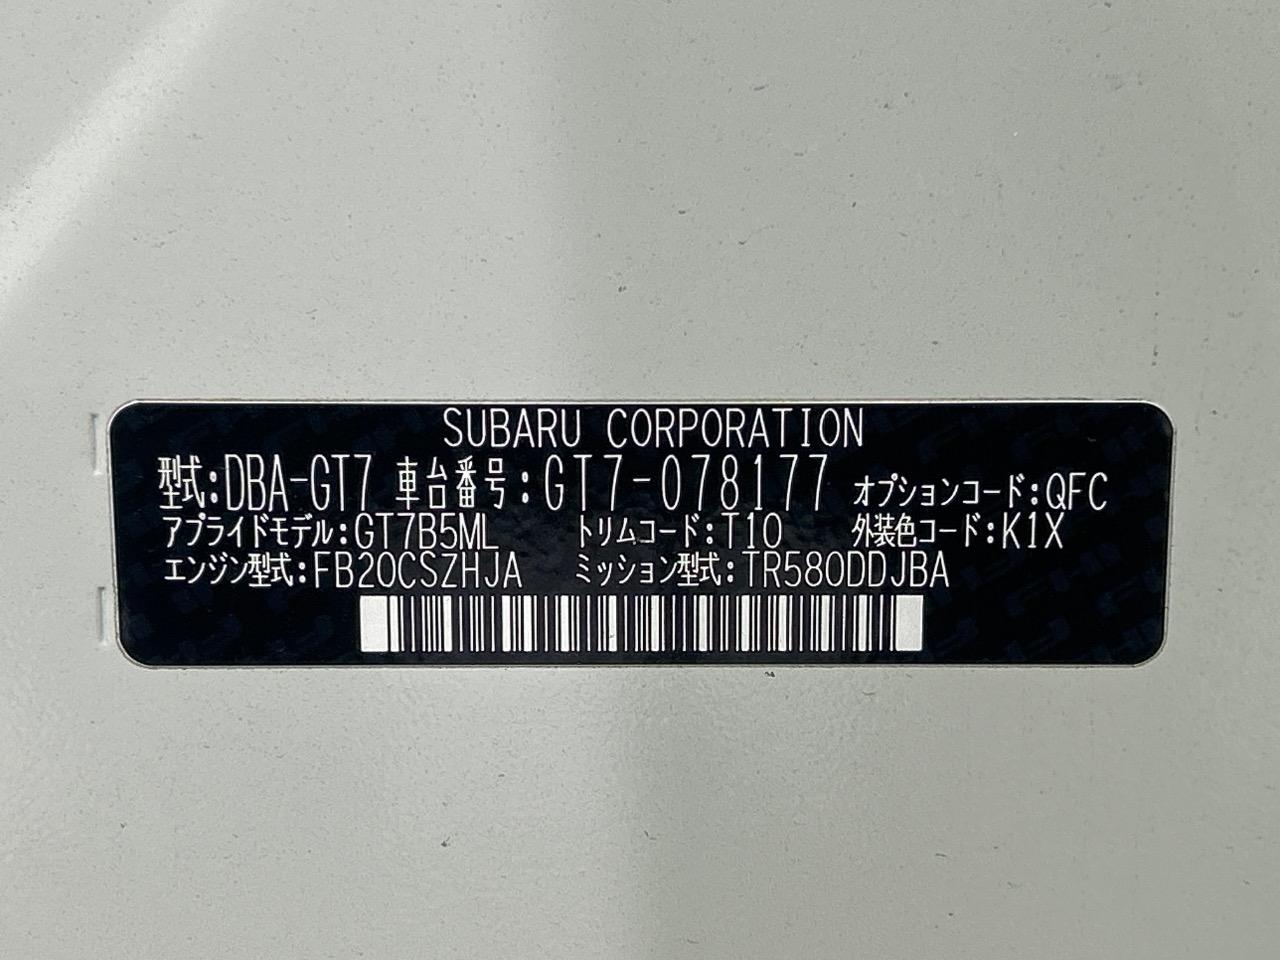 SUBARU CORPORATION
型式:DBA-GT7 車台番号:GT7-078177 オプションコード:QFC
アプライドモデル:GT7B5ML トリムコード:T10 外装色コード:K1X
エンジン型式:FB20CSZHJA ミッション型式:TR580DDJBA